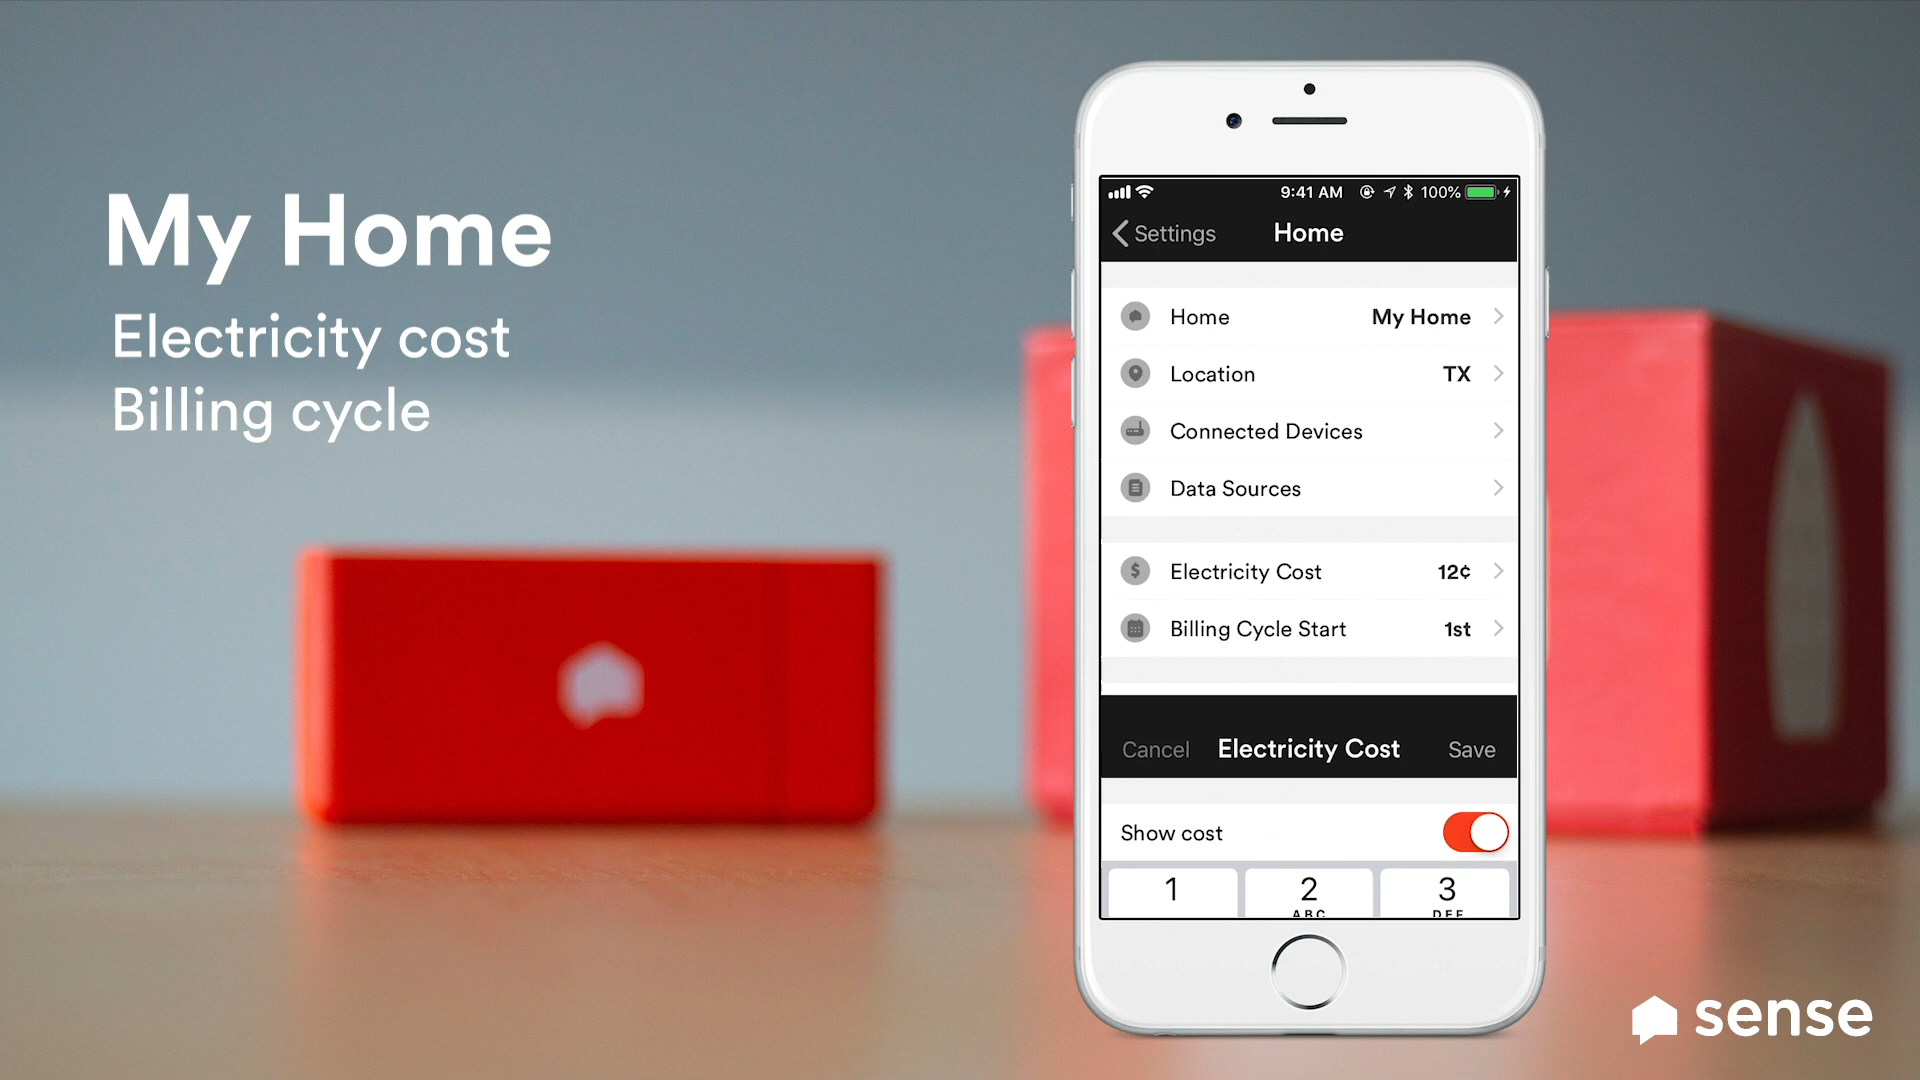 My Home
Electricity cost
Billing cycle
9:41 AM 100%
Settings Home
Home My Home
Location TX
Connected Devices
Data Sources
Electricity Cost 12¢
Billing Cycle Start 1st
Cancel Electricity Cost Save
Show cost
1 2 3
ABC DEF
sense